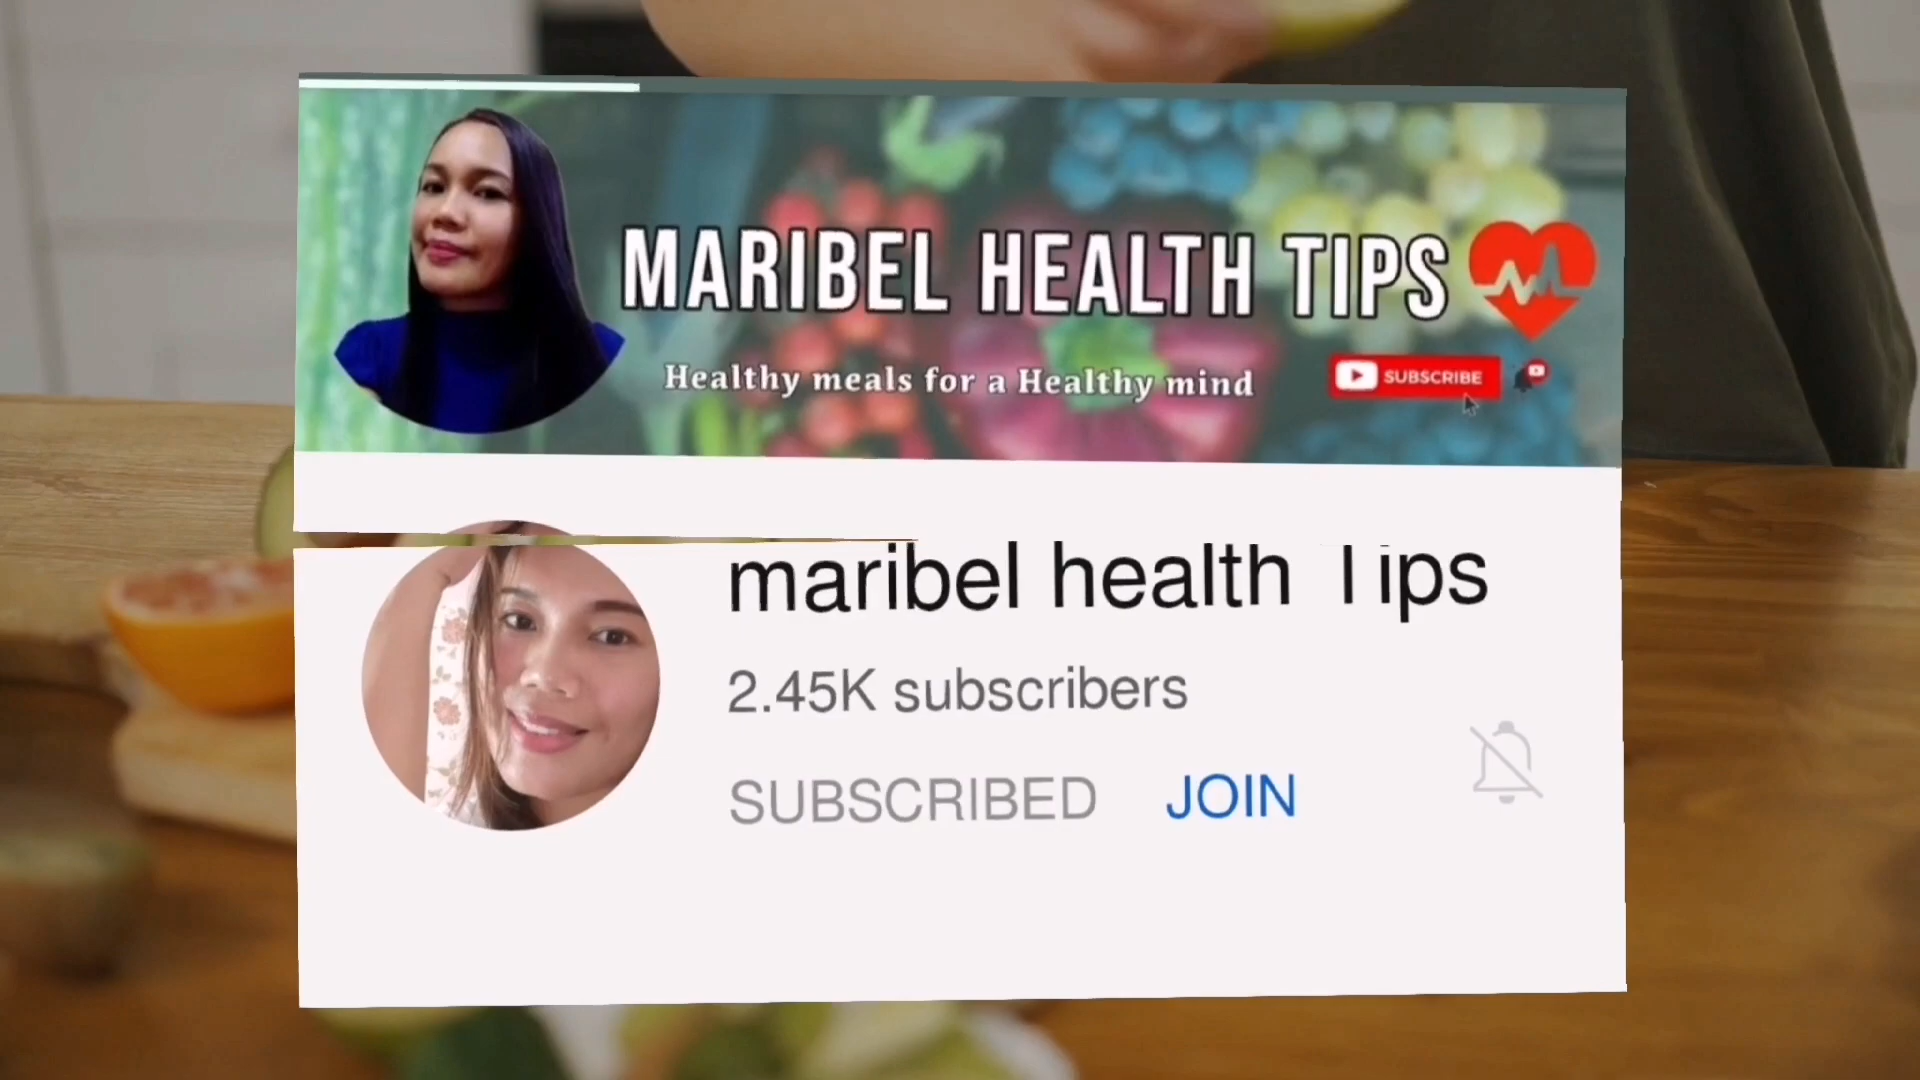 MARIBEL HEALTH TIPS
Healthy meals for a Healthy mind
SUBSCRIBE
maribel health Tips
2.45K subscribers
SUBSCRIBED JOIN